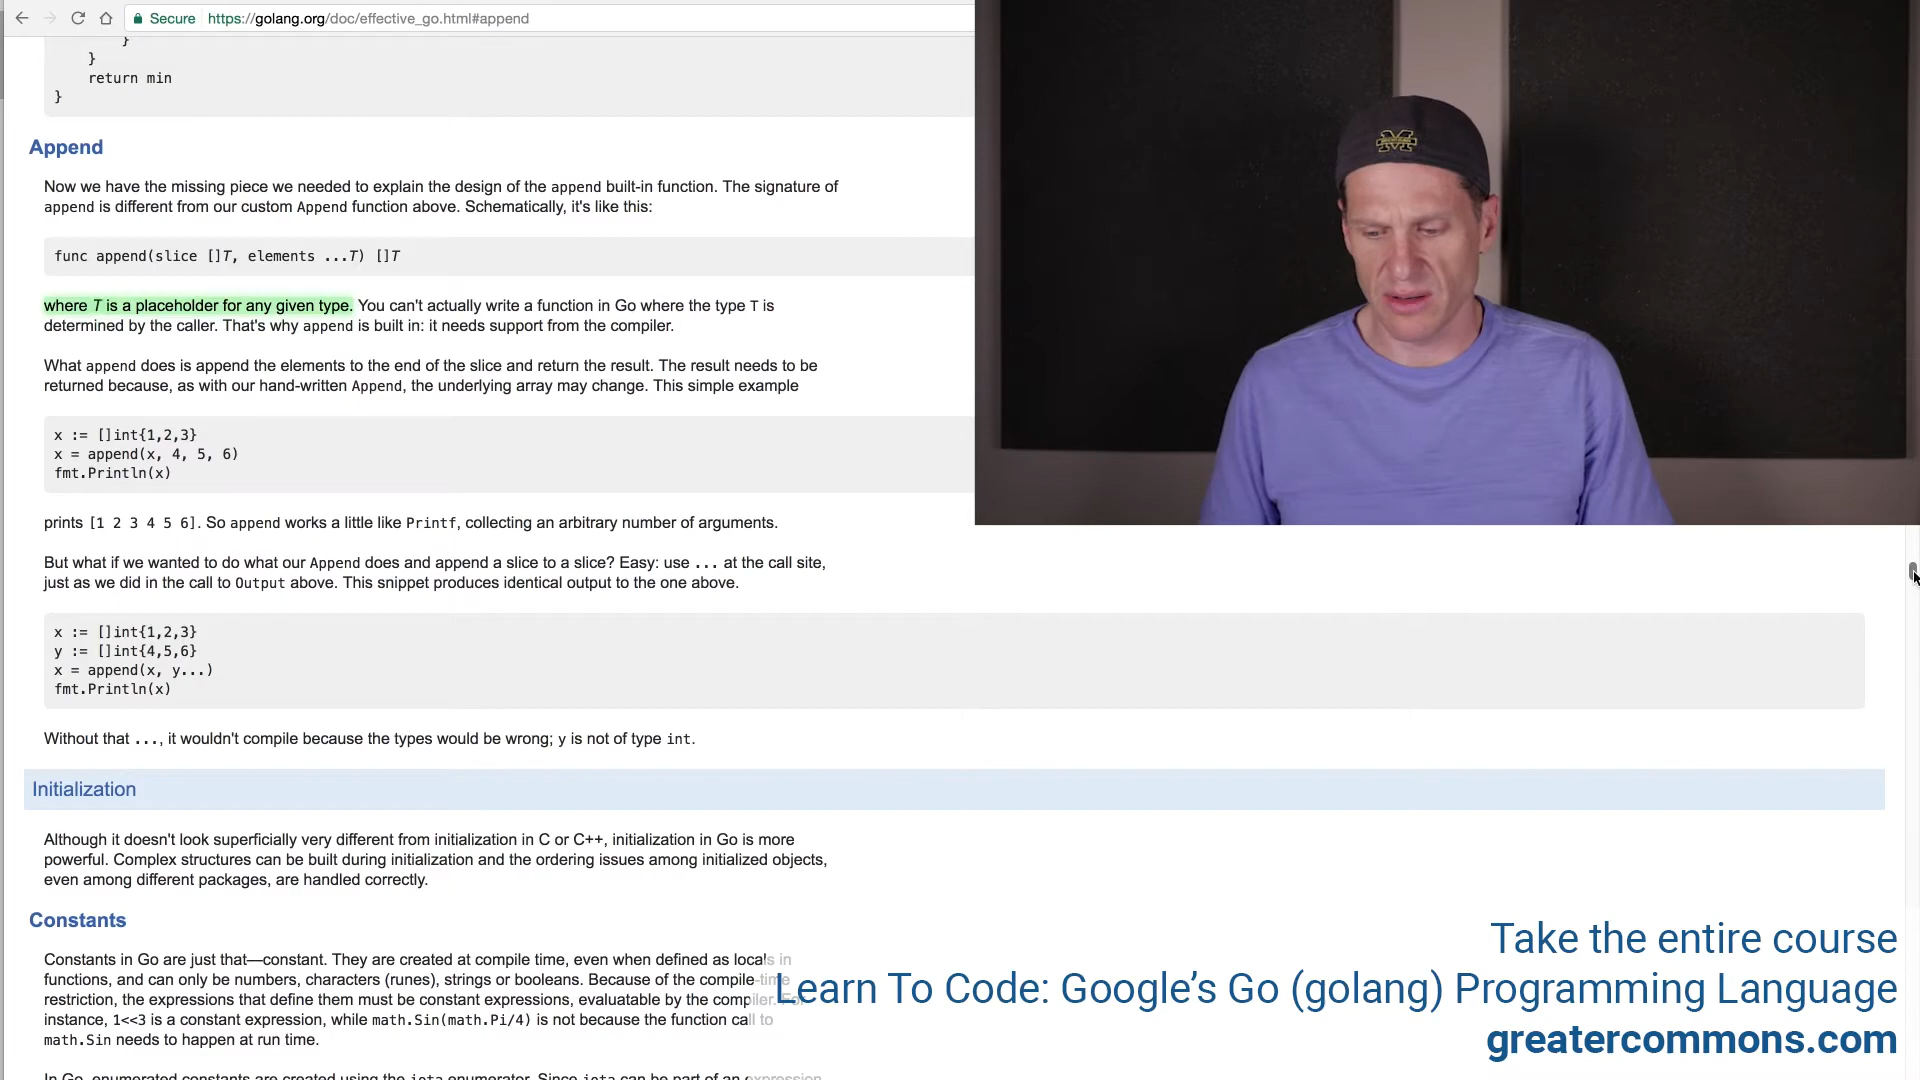 Secure https://golang.org/doc/effective_go.html#append
}
}
return min
}
Append
Now we have the missing piece we needed to explain the design of the append built-in function. The signature of
append is different from our custom Append function above. Schematically, it's like this:
func append(slice []T, elements ...T) []T
where T is a placeholder for any given type. You can't actually write a function in Go where the type T is
determined by the caller. That's why append is built in: it needs support from the compiler.
What append does is append the elements to the end of the slice and return the result. The result needs to be
returned because, as with our hand-written Append, the underlying array may change. This simple example
x := []int{1,2,3}
x = append(x, 4, 5, 6)
fmt.Println(x)
prints [1 2 3 4 5 6]. So append works a little like Printf, collecting an arbitrary number of arguments.
But what if we wanted to do what our Append does and append a slice to a slice? Easy: use ... at the call site,
just as we did in the call to Output above. This snippet produces identical output to the one above.
x := []int{1,2,3}
y := []int{4,5,6}
x = append(x, y...)
fmt.Println(x)
Without that ..., it wouldn't compile because the types would be wrong; y is not of type int.
Initialization
Although it doesn't look superficially very different from initialization in C or C++, initialization in Go is more
powerful. Complex structures can be built during initialization and the ordering issues among initialized objects,
even among different packages, are handled correctly.
Constants
Constants in Go are just that—constant. They are created at compile time, even when defined as locals in
functions, and can only be numbers, characters (runes), strings or booleans. Because of the compile-time
restriction, the expressions that define them must be constant expressions, evaluatable by the compiler. For
instance, 1<<3 is a constant expression, while math.Sin(math.Pi/4) is not because the function call to
math.Sin needs to happen at run time.
In Go, enumerated constants are created using the iota enumerator. Since iota can be part of an expression
Take the entire course
Learn To Code: Google’s Go (golang) Programming Language
greatercommons.com